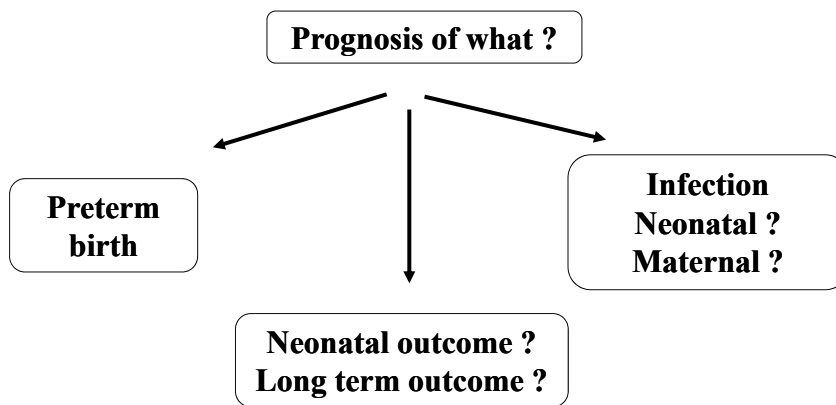 Prognosis of what ?
Preterm
birth
Infection
Neonatal ?
Maternal ?
Neonatal outcome ?
Long term outcome ?